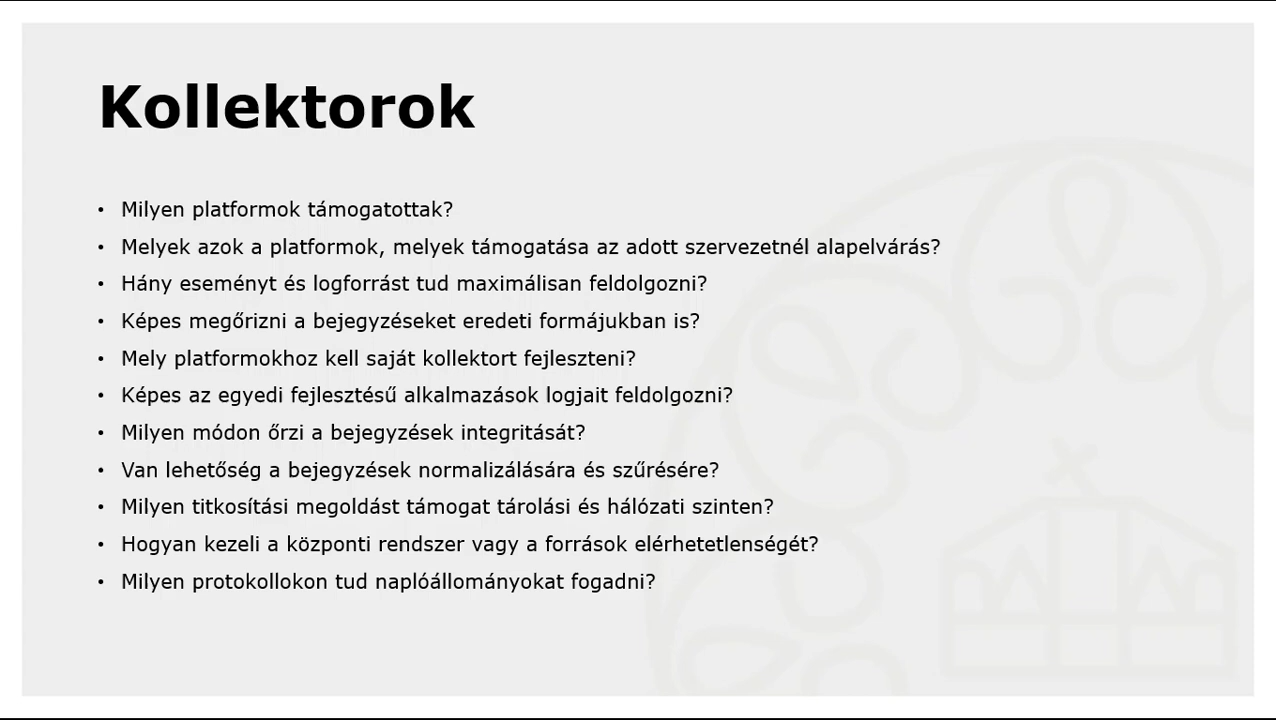 Kollektorok
• Milyen platformok támogatottak?
• Melyek azok a platformok, melyek támogatása az adott szervezetnél alapelvárás?
• Hány eseményt és logforrást tud maximálisan feldolgozni?
• Képes megőrizni a bejegyzéseket eredeti formájukban is?
• Mely platformokhoz kell saját kollektort fejleszteni?
• Képes az egyedi fejlesztésű alkalmazások logjait feldolgozni?
• Milyen módon őrzi a bejegyzések integritását?
• Van lehetőség a bejegyzések normalizálására és szűrésére?
• Milyen titkosítási megoldást támogat tárolási és hálózati szinten?
• Hogyan kezeli a központi rendszer vagy a források elérhetetlenségét?
• Milyen protokollokon tud naplóállományokat fogadni?